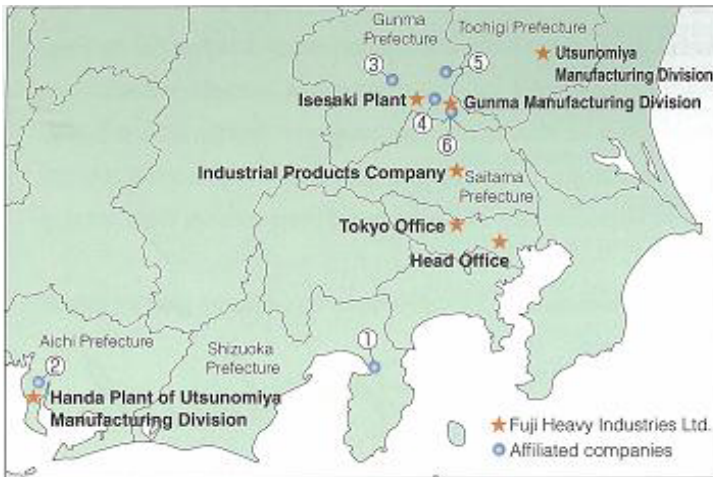 Gunma
Prefecture
Tochigi Prefecture
Utsunomiya
Manufacturing Division
③
⑤
Isesaki Plant
Gunma Manufacturing Division
④
⑥
Industrial Products Company
Saitama
Prefecture
Tokyo Office
Head Office
①
Aichi Prefecture
Shizuoka
Prefecture
②
Handa Plant of Utsunomiya
Manufacturing Division
Fuji Heavy Industries Ltd.
Affiliated companies